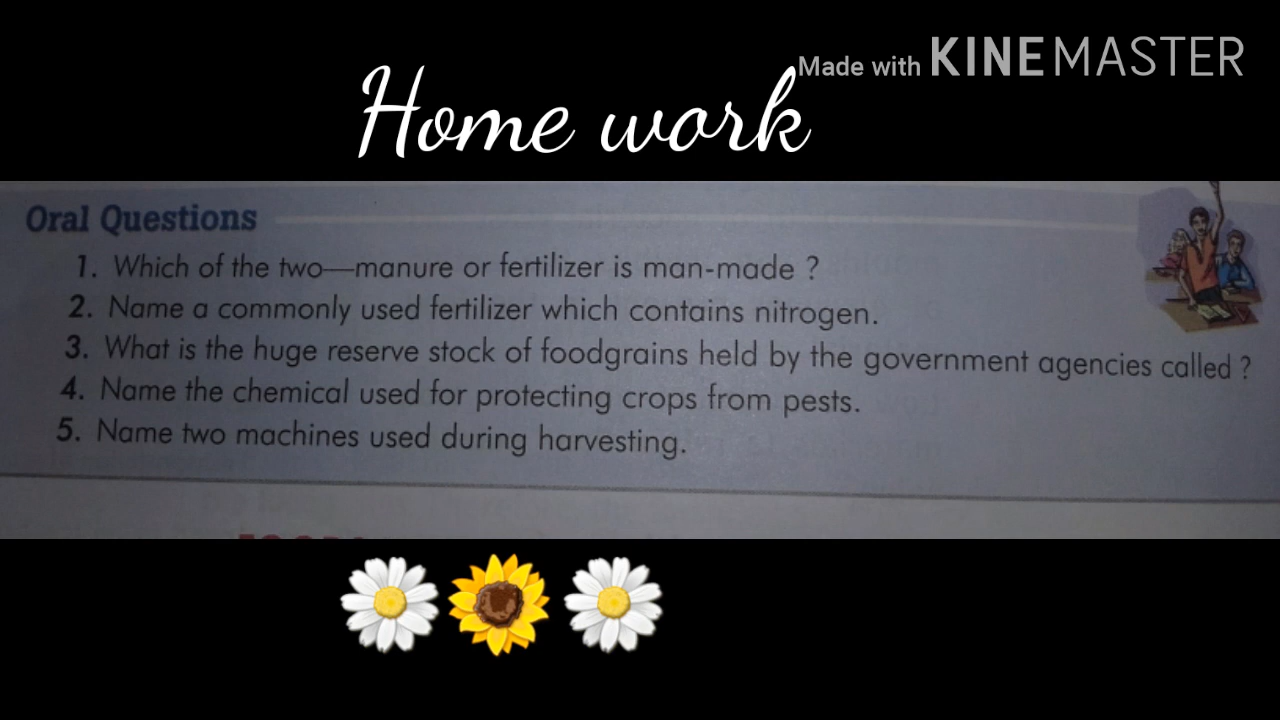 Made with KINEMASTER
Home work
Oral Questions
1. Which of the two—manure or fertilizer is man-made ?
2. Name a commonly used fertilizer which contains nitrogen.
3. What is the huge reserve stock of foodgrains held by the government agencies called ?
4. Name the chemical used for protecting crops from pests.
5. Name two machines used during harvesting.